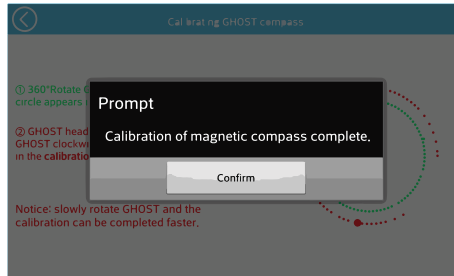 Calibrating GHOST compass
① 360°Rotate
circle appears
Prompt
② GHOST head
GHOST clockwi
in the calibratio
Calibration of magnetic compass complete.
Confirm
Notice: slowly rotate GHOST and the
calibration can be completed faster.